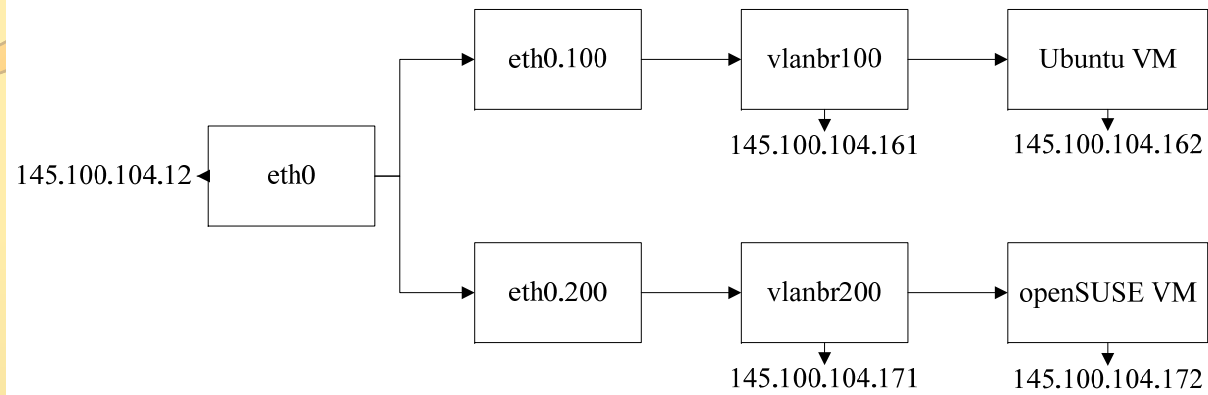 eth0.100
vlanbr100
Ubuntu VM
145.100.104.161
145.100.104.162
145.100.104.12
eth0
eth0.200
vlanbr200
openSUSE VM
145.100.104.171
145.100.104.172